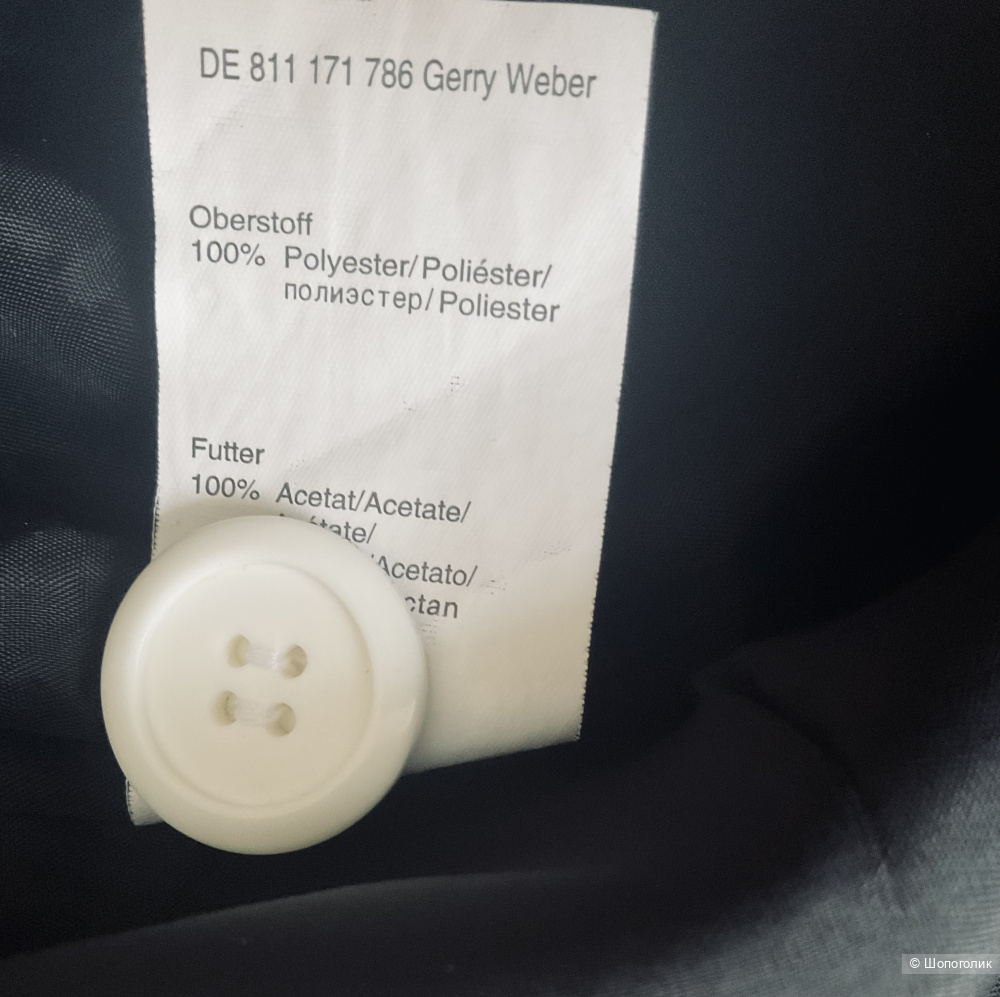 DE 811 171 786 Gerry Weber
Oberstoff
100% Polyester/Poliéster/
полиэстер/Poliester
Futter
100% Acetat/Acetate/
/Acetato/
© Шопоголик